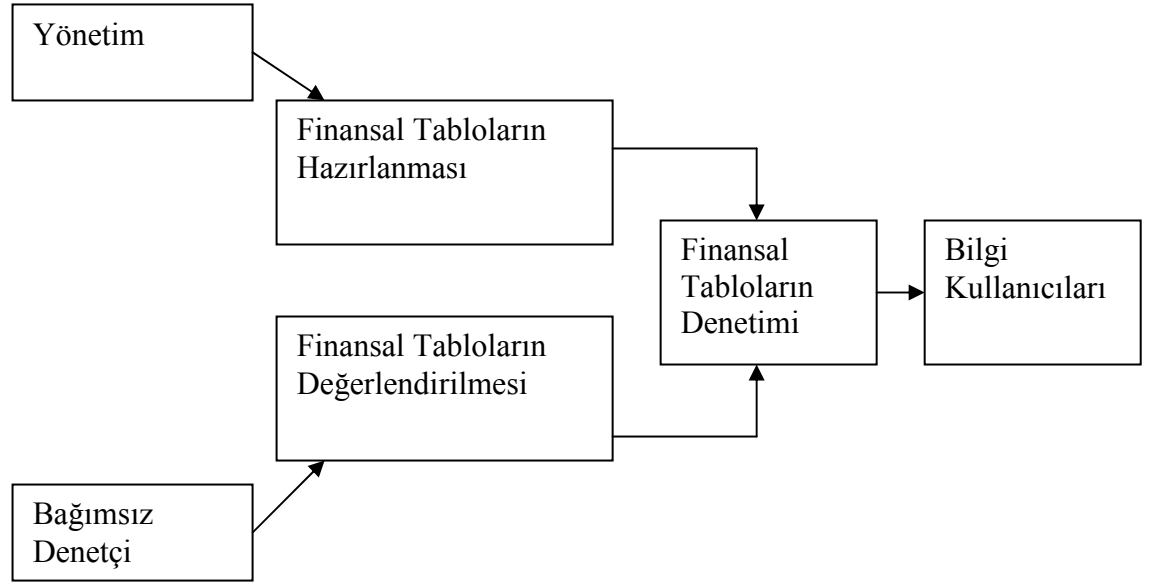 Yönetim
Finansal Tabloların
Hazırlanması
Finansal
Tabloların
Denetimi
Bilgi
Kullanıcıları
Finansal Tabloların
Değerlendirilmesi
Bağımsız
Denetçi